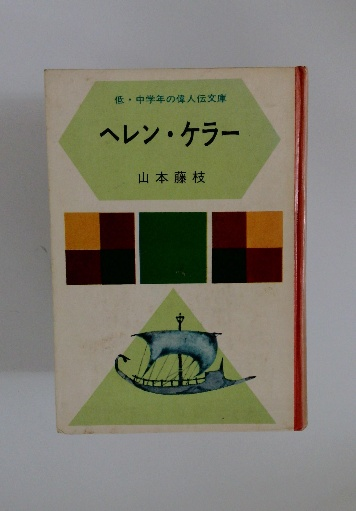 低・中学年の偉人伝文庫
ヘレン・ケラー
山本藤枝